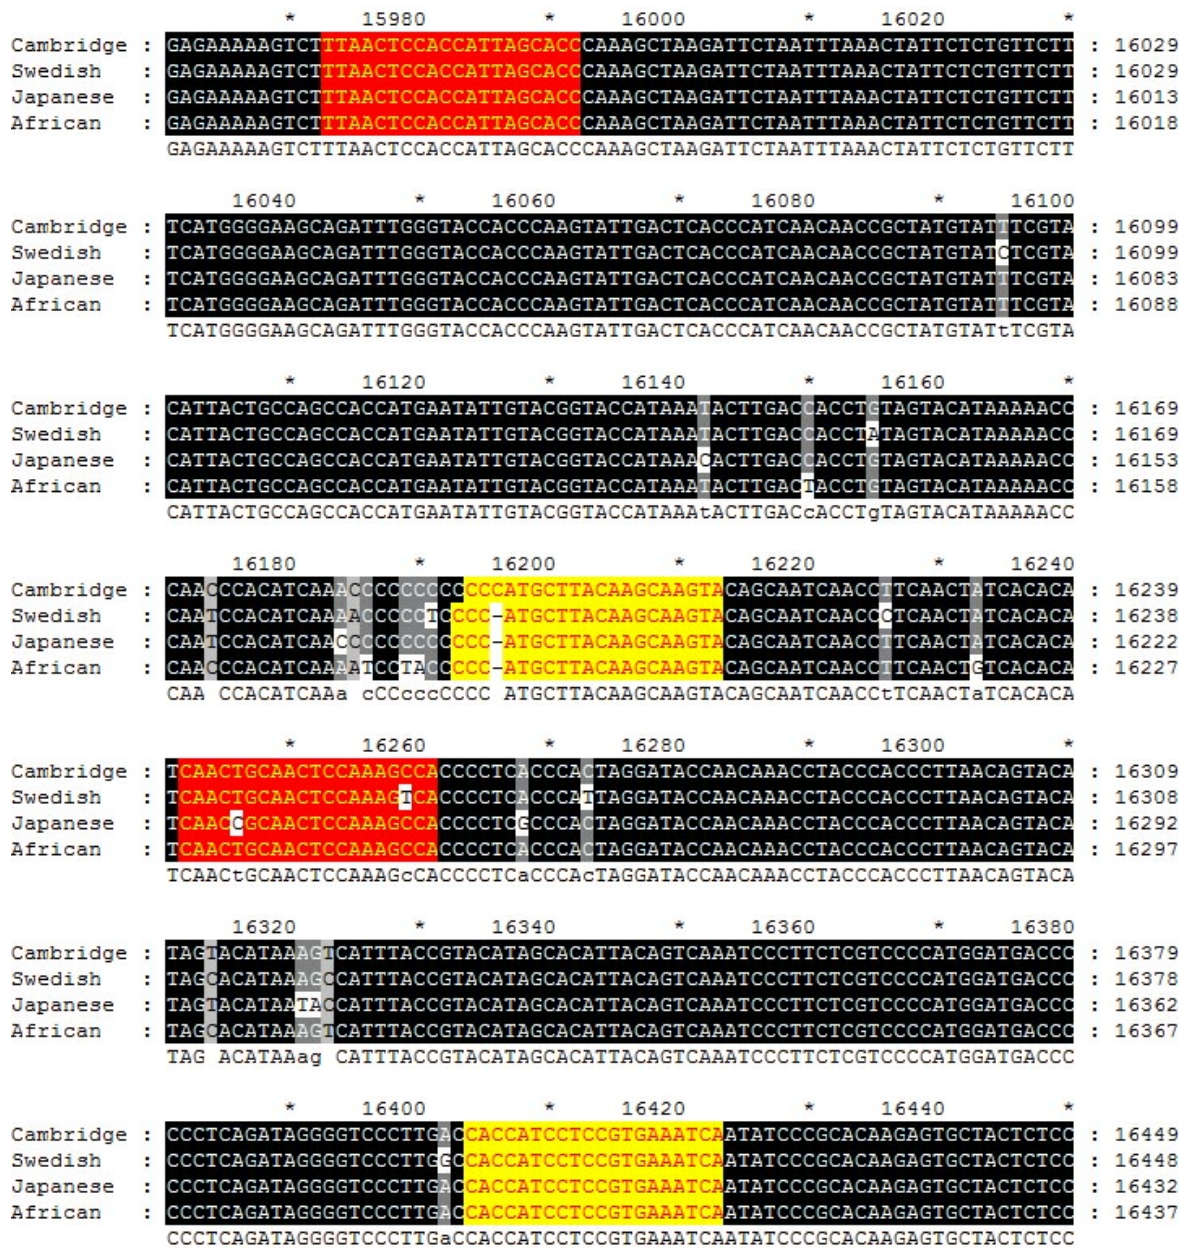 * 15980 * 16000 * 16020 *
Cambridge : GAGAAAAAGTCTTTAACTCCACCATTAGCACCCAAAGCTAAGATTCTAATTTAAACTATTCTCTGTTCTT : 16029
Swedish : GAGAAAAAGTCTTTAACTCCACCATTAGCACCCAAAGCTAAGATTCTAATTTAAACTATTCTCTGTTCTT : 16029
Japanese : GAGAAAAAGTCTTTAACTCCACCATTAGCACCCAAAGCTAAGATTCTAATTTAAACTATTCTCTGTTCTT : 16013
African : GAGAAAAAGTCTTTAACTCCACCATTAGCACCCAAAGCTAAGATTCTAATTTAAACTATTCTCTGTTCTT : 16018
GAGAAAAAGTCTTTAACTCCACCATTAGCACCCAAAGCTAAGATTCTAATTTAAACTATTCTCTGTTCTT
16040 * 16060 * 16080 * 16100
Cambridge : TCATGGGGAAGCAGATTTGGGTACCACCCAAGTATTGACTCACCCATCAACAACCGCTATGTATTTCGTA : 16099
Swedish : TCATGGGGAAGCAGATTTGGGTACCACCCAAGTATTGACTCACCCATCAACAACCGCTATGTATCTCGTA : 16099
Japanese : TCATGGGGAAGCAGATTTGGGTACCACCCAAGTATTGACTCACCCATCAACAACCGCTATGTATTTCGTA : 16083
African : TCATGGGGAAGCAGATTTGGGTACCACCCAAGTATTGACTCACCCATCAACAACCGCTATGTATTTCGTA : 16088
TCATGGGGAAGCAGATTTGGGTACCACCCAAGTATTGACTCACCCATCAACAACCGCTATGTATtTCGTA
* 16120 * 16140 * 16160 *
Cambridge : CATTACTGCCAGCCACCATGAATATTGTACGGTACCATAAATACTTGACCACCTGTAGTACATAAAAACC : 16169
Swedish : CATTACTGCCAGCCACCATGAATATTGTACGGTACCATAAATACTTGACCACCTATAGTACATAAAAACC : 16169
Japanese : CATTACTGCCAGCCACCATGAATATTGTACGGTACCATAAACACTTGACCACCTGTAGTACATAAAAACC : 16153
African : CATTACTGCCAGCCACCATGAATATTGTACGGTACCATAAATACTTGACTACCTGTAGTACATAAAAACC : 16158
CATTACTGCCAGCCACCATGAATATTGTACGGTACCATAAAtACTTGACcACCTgTAGTACATAAAAACC
16180 * 16200 * 16220 * 16240
Cambridge : CAACCCACATCAAACCCCCCCCCCCCATGCTTACAAGCAAGTACAGCAATCAACCTTCAACTATCACACA : 16239
Swedish : CAATCCACATCAAAACCCCCTCCCC-ATGCTTACAAGCAAGTACAGCAATCAACCCTCAACTATCACACA : 16238
Japanese : CAATCCACATCAACCCCCCCCCCCC-ATGCTTACAAGCAAGTACAGCAATCAACCTTCAACTATCACACA : 16222
African : CAACCCACATCAAAATCCTACCCCC-ATGCTTACAAGCAAGTACAGCAATCAACCTTCAACTGTCACACA : 16227
CAA CCACATCAAa cCCcccCCCC ATGCTTACAAGCAAGTACAGCAATCAACCtTCAACTaTCACACA
* 16260 * 16280 * 16300 *
Cambridge : TCAACTGCAACTCCAAAGCCACCCCTCACCCACTAGGATACCAACAAACCTACCCACCCTTAACAGTACA : 16309
Swedish : TCAACTGCAACTCCAAAGTCACCCCTCACCCATTAGGATACCAACAAACCTACCCACCCTTAACAGTACA : 16308
Japanese : TCAACCGCAACTCCAAAGCCACCCCTCGCCCACTAGGATACCAACAAACCTACCCACCCTTAACAGTACA : 16292
African : TCAACTGCAACTCCAAAGCCACCCCTCACCCACTAGGATACCAACAAACCTACCCACCCTTAACAGTACA : 16297
TCAACtGCAACTCCAAAGcCACCCCTCaCCCAcTAGGATACCAACAAACCTACCCACCCTTAACAGTACA
16320 * 16340 * 16360 * 16380
Cambridge : TAGTACATAAAGTCATTTACCGTACATAGCACATTACAGTCAAATCCCTTCTCGTCCCCATGGATGACCC : 16379
Swedish : TAGCACATAAAGCCATTTACCGTACATAGCACATTACAGTCAAATCCCTTCTCGTCCCCATGGATGACCC : 16378
Japanese : TAGTACATAATACCATTTACCGTACATAGCACATTACAGTCAAATCCCTTCTCGTCCCCATGGATGACCC : 16362
African : TAGCACATAAAGTCATTTACCGTACATAGCACATTACAGTCAAATCCCTTCTCGTCCCCATGGATGACCC : 16367
TAG ACATAAag CATTTACCGTACATAGCACATTACAGTCAAATCCCTTCTCGTCCCCATGGATGACCC
* 16400 * 16420 * 16440 *
Cambridge : CCCTCAGATAGGGGTCCCTTGACCACCATCCTCCGTGAAATCAATATCCCGCACAAGAGTGCTACTCTCC : 16449
Swedish : CCCTCAGATAGGGGTCCCTTGGCCACCATCCTCCGTGAAATCAATATCCCGCACAAGAGTGCTACTCTCC : 16448
Japanese : CCCTCAGATAGGGGTCCCTTGACCACCATCCTCCGTGAAATCAATATCCCGCACAAGAGTGCTACTCTCC : 16432
African : CCCTCAGATAGGGGTCCCTTGACCACCATCCTCCGTGAAATCAATATCCCGCACAAGAGTGCTACTCTCC : 16437
CCCTCAGATAGGGGTCCCTTGaCCACCATCCTCCGTGAAATCAATATCCCGCACAAGAGTGCTACTCTCC